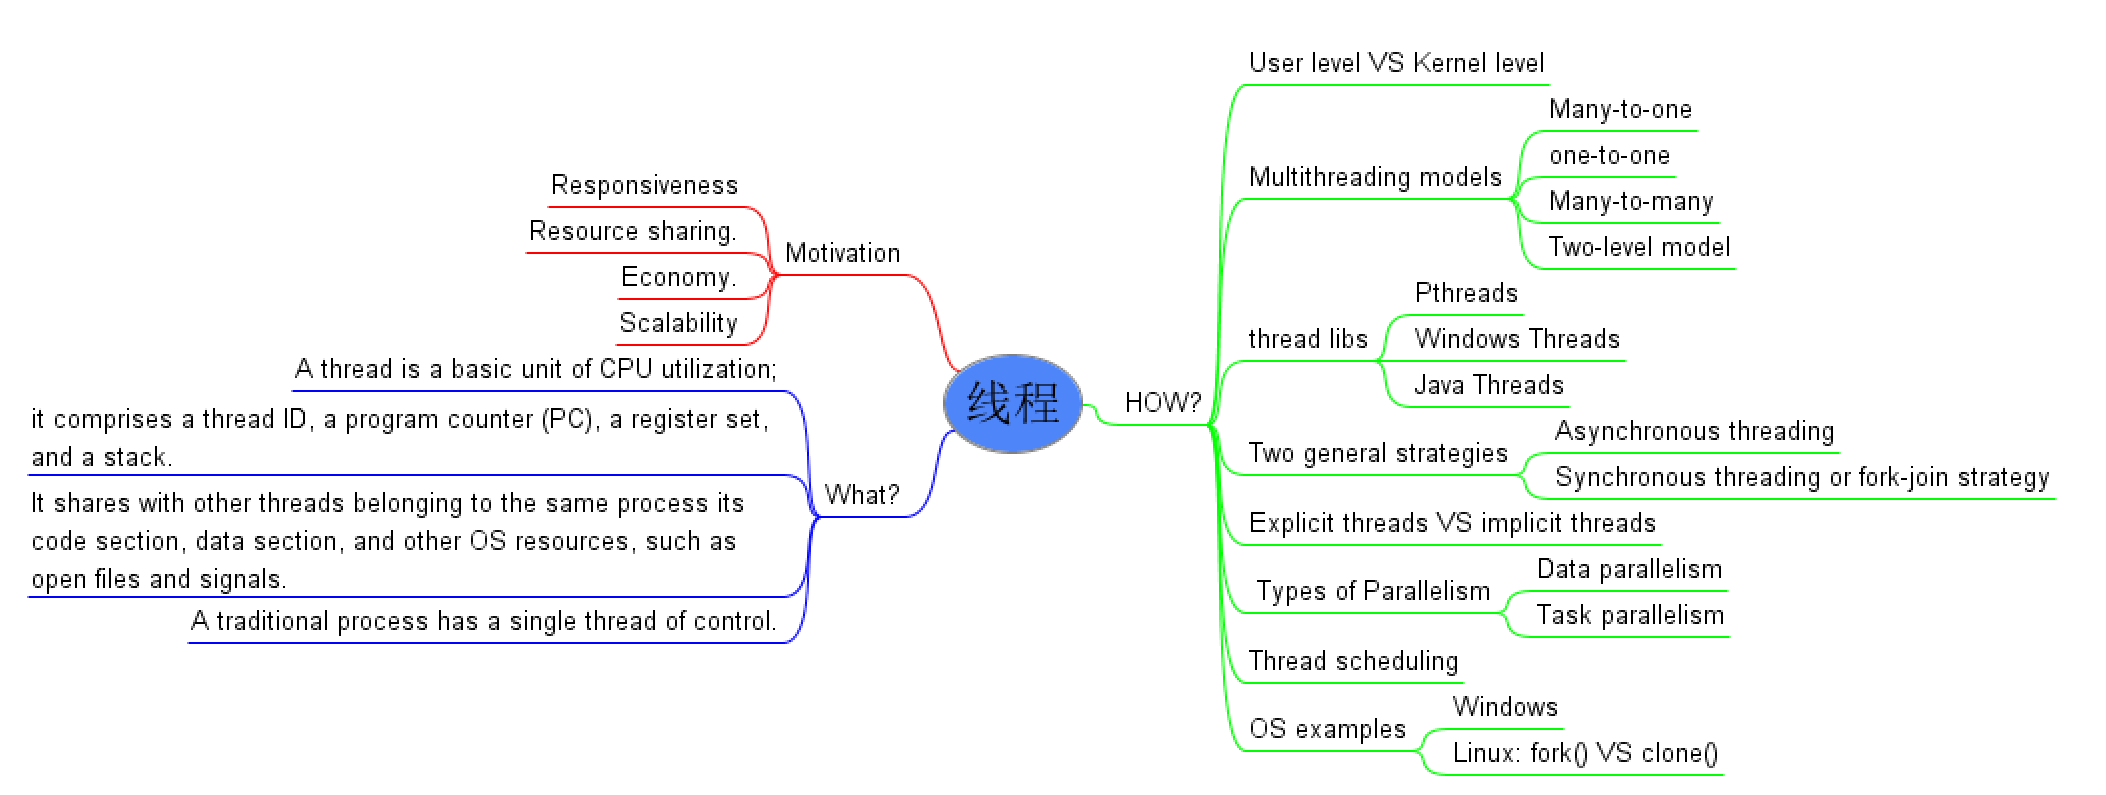 线程
Motivation
Responsiveness
Resource sharing.
Economy.
Scalability
What?
A thread is a basic unit of CPU utilization;
it comprises a thread ID, a program counter (PC), a register set,
and a stack.
It shares with other threads belonging to the same process its
code section, data section, and other OS resources, such as
open files and signals.
A traditional process has a single thread of control.
HOW?
User level VS Kernel level
Multithreading models
Many-to-one
one-to-one
Many-to-many
Two-level model
thread libs
Pthreads
Windows Threads
Java Threads
Two general strategies
Asynchronous threading
Synchronous threading or fork-join strategy
Explicit threads VS implicit threads
Types of Parallelism
Data parallelism
Task parallelism
Thread scheduling
OS examples
Windows
Linux: fork() VS clone()